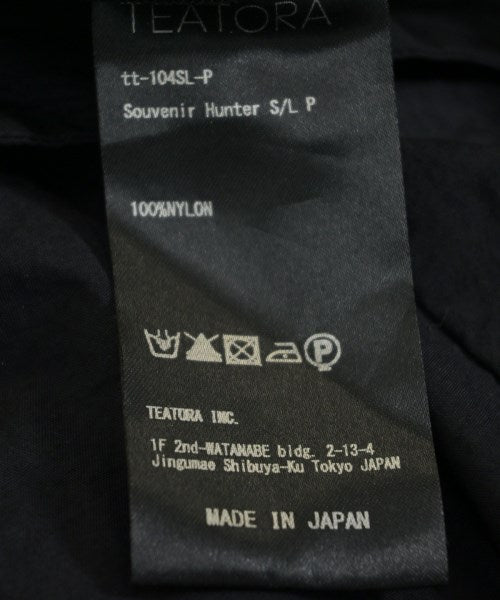 TEATORA
tt-104SL-P
Souvenir Hunter S/L P
100%NYLON
P
TEATORA INC.
1F 2nd-WATANABE bldg. 2-13-4
Jingumae Shibuya-Ku Tokyo JAPAN
MADE IN JAPAN